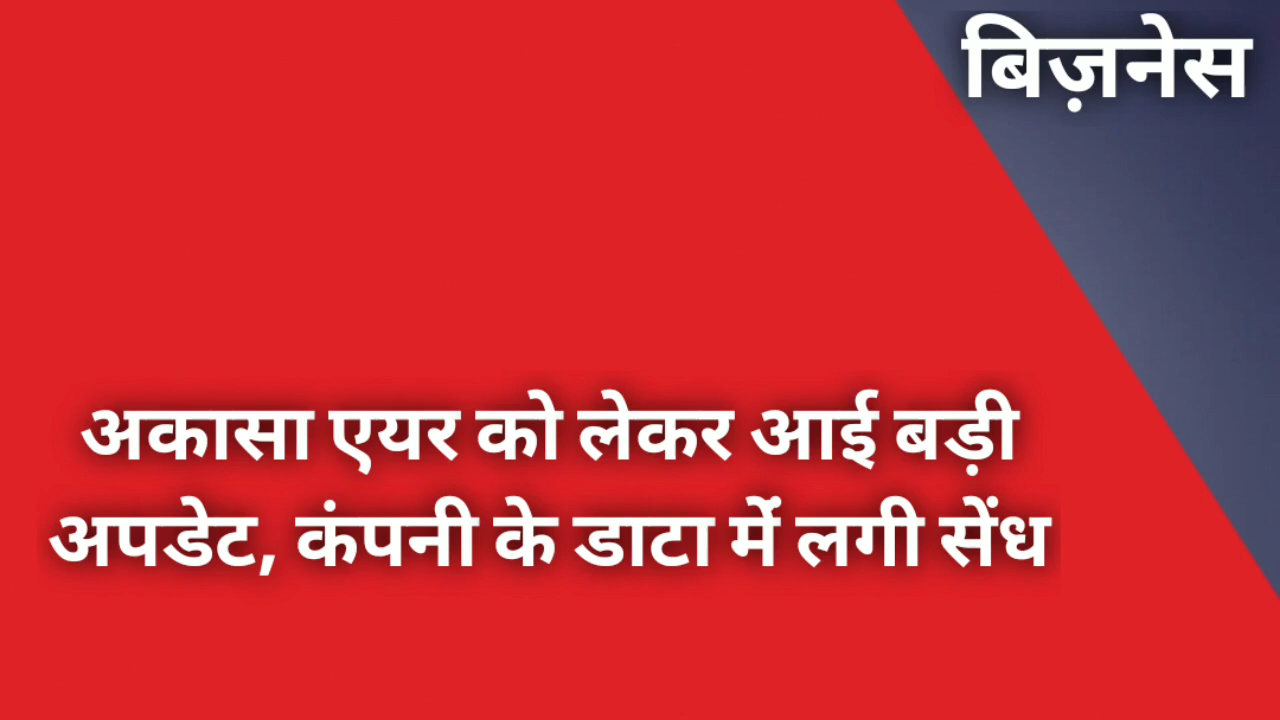 बिज़नेस
अकासा एयर को लेकर आई बड़ी
अपडेट, कंपनी के डाटा में लगी सेंध